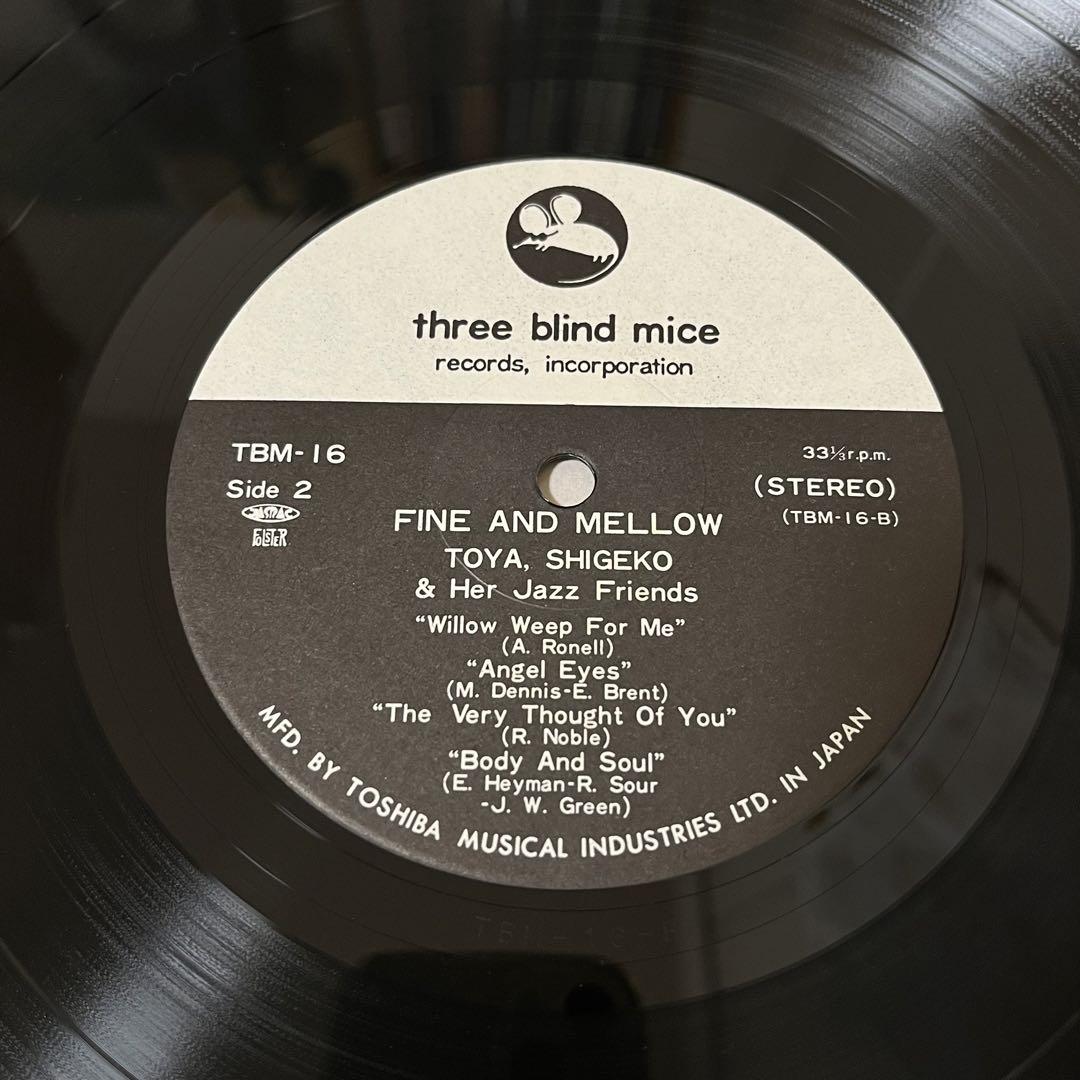 three blind mice
records, incorporation
TBM-16
33⅓r.p.m.
Side 2
(STEREO)
JASRAC
(TBM-16-B)
FOLSTER
FINE AND MELLOW
TOYA, SHIGEKO
& Her Jazz Friends
“Willow Weep For Me”
(A. Ronell)
“Angel Eyes”
(M. Dennis-E. Brent)
“The Very Thought Of You”
(R. Noble)
“Body And Soul”
(E. Heyman-R. Sour
-J. W. Green)
MFD. BY TOSHIBA MUSICAL INDUSTRIES LTD. IN JAPAN